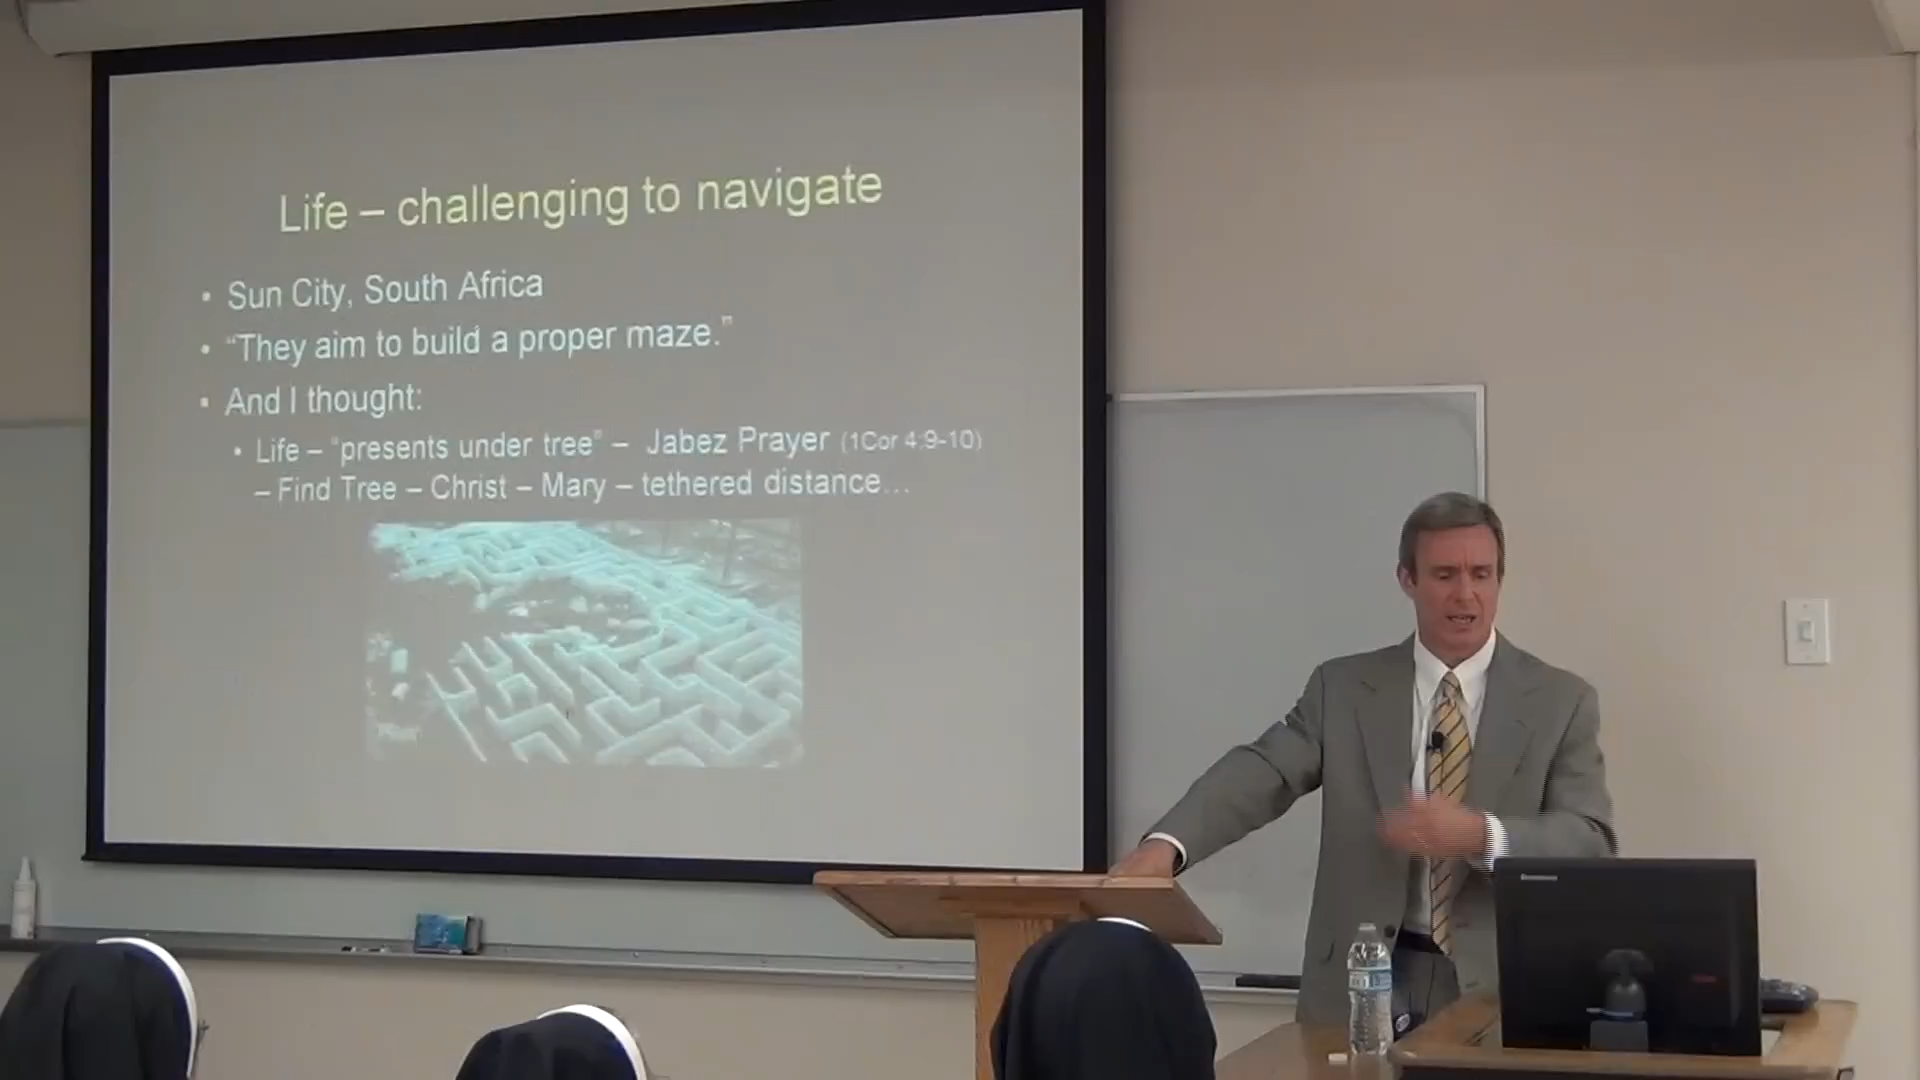 Life – challenging to navigate
• Sun City, South Africa
• “They aim to build a proper maze.”
• And I thought:
• Life – “presents under tree” – Jabez Prayer (1Cor 4:9-10)
– Find Tree – Christ – Mary – tethered distance…